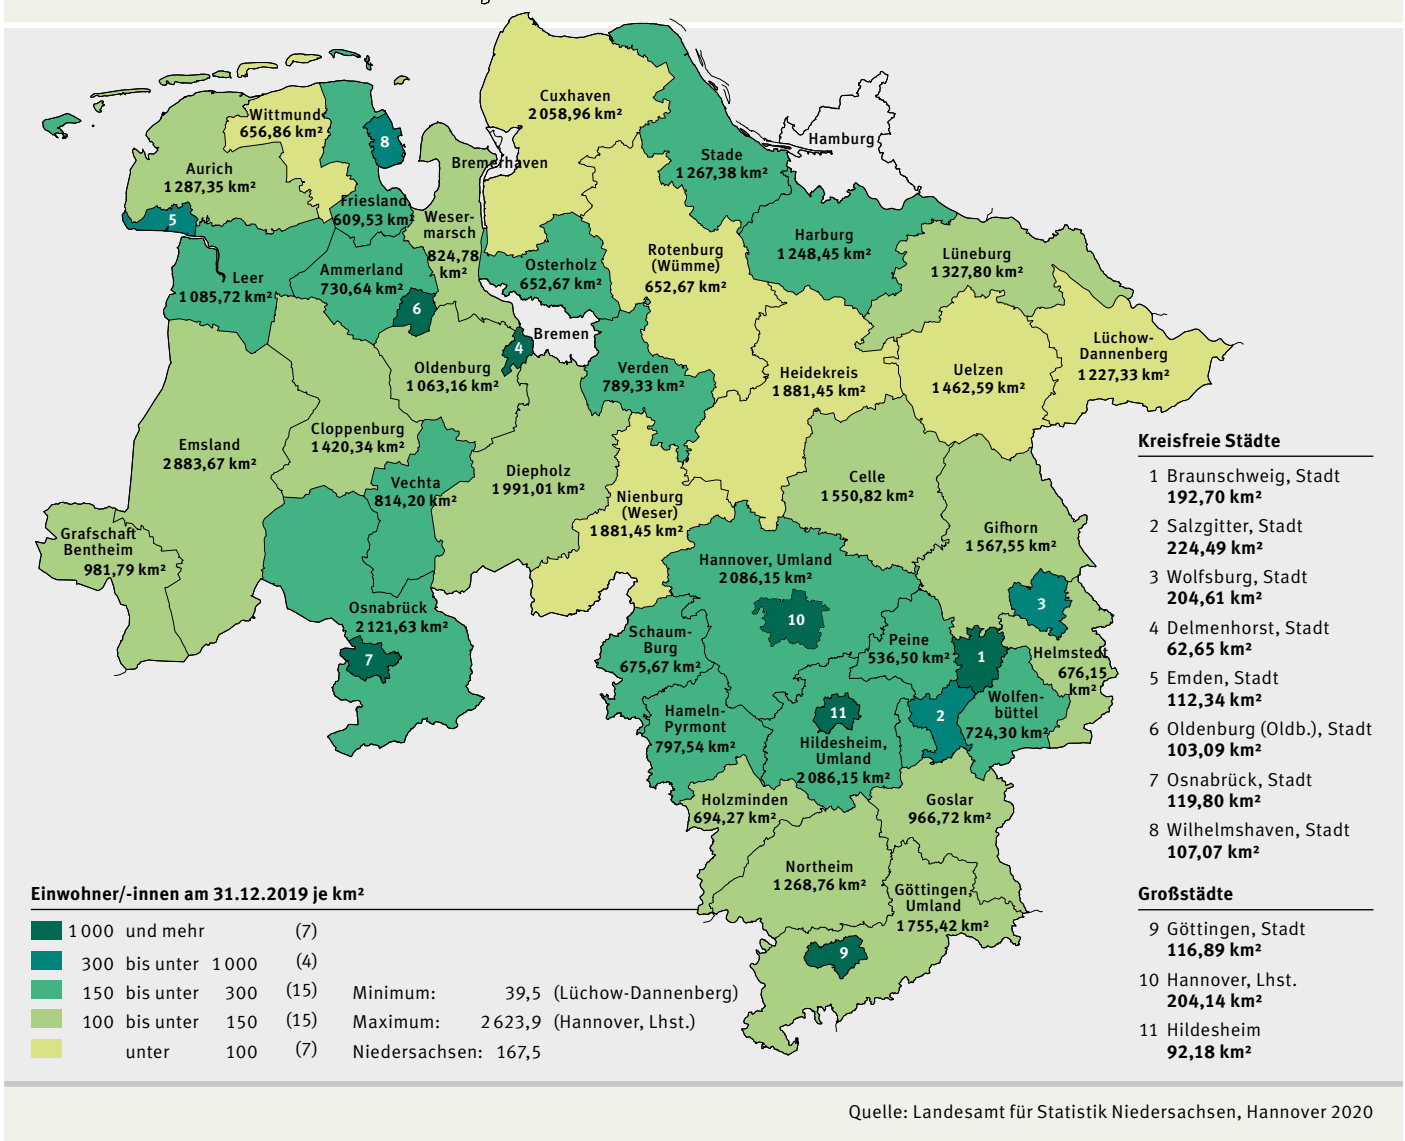 Cuxhaven
2 058,96 km²
Wittmund
656,86 km²
8
Hamburg
Bremerhaven
Stade
1 267,38 km²
Aurich
1 287,35 km²
Friesland
609,53 km²
5
Weser-
marsch
824,78
km²
Harburg
1 248,45 km²
Lüneburg
1 327,80 km²
Rotenburg
(Wümme)
652,67 km²
Osterholz
652,67 km²
Leer
1 085,72 km²
Ammerland
730,64 km²
6
Bremen
4
Lüchow-
Dannenberg
1 227,33 km²
Oldenburg
1 063,16 km²
Verden
789,33 km²
Heidekreis
1 881,45 km²
Uelzen
1 462,59 km²
Cloppenburg
1 420,34 km²
Emsland
2 883,67 km²
Vechta
814,20 km²
Diepholz
1 991,01 km²
Celle
1 550,82 km²
Nienburg
(Weser)
1 881,45 km²
Gifhorn
1 567,55 km²
Grafschaft
Bentheim
981,79 km²
Hannover, Umland
2 086,15 km²
10
3
Osnabrück
2 121,63 km²
7
Schaum-
Burg
675,67 km²
Peine
536,50 km²
1
Helmstedt
676,15
km²
Hameln-
Pyrmont
797,54 km²
11
2
Wolfen-
büttel
724,30 km²
Hildesheim,
Umland
2 086,15 km²
Holzminden
694,27 km²
Goslar
966,72 km²
Northeim
1 268,76 km²
Göttingen,
Umland
1 755,42 km²
9
Kreisfreie Städte
1 Braunschweig, Stadt
192,70 km²
2 Salzgitter, Stadt
224,49 km²
3 Wolfsburg, Stadt
204,61 km²
4 Delmenhorst, Stadt
62,65 km²
5 Emden, Stadt
112,34 km²
6 Oldenburg (Oldb.), Stadt
103,09 km²
7 Osnabrück, Stadt
119,80 km²
8 Wilhelmshaven, Stadt
107,07 km²
Großstädte
9 Göttingen, Stadt
116,89 km²
10 Hannover, Lhst.
204,14 km²
11 Hildesheim
92,18 km²
Einwohner/-innen am 31.12.2019 je km²
1 000 und mehr (7)
300 bis unter 1 000 (4)
150 bis unter 300 (15) Minimum: 39,5 (Lüchow-Dannenberg)
100 bis unter 150 (15) Maximum: 2 623,9 (Hannover, Lhst.)
unter 100 (7) Niedersachsen: 167,5
Quelle: Landesamt für Statistik Niedersachsen, Hannover 2020